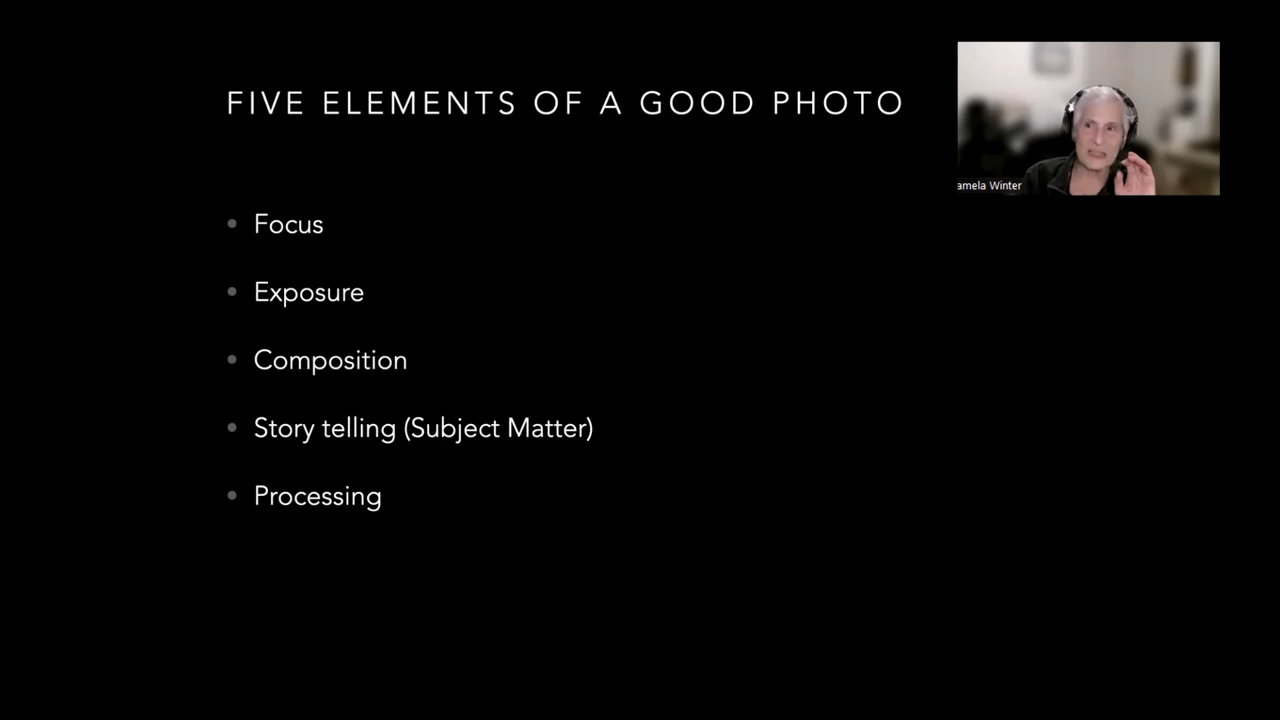 FIVE ELEMENTS OF A GOOD PHOTO
amela Winter
• Focus
• Exposure
• Composition
• Story telling (Subject Matter)
• Processing